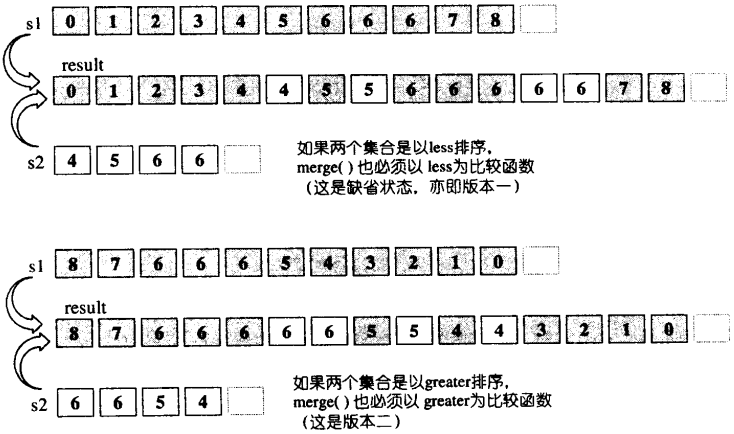 s1 0 1 2 3 4 5 6 6 6 7 8
result
0 1 2 3 4 4 5 5 6 6 6 6 6 7 8
s2 4 5 6 6
如果两个集合是以less排序，
merge( ) 也必须以 less为比较函数
（这是缺省状态，亦即版本一）
s1 8 7 6 6 6 5 4 3 2 1 0
result
8 7 6 6 6 6 6 5 5 4 4 3 2 1 0
s2 6 6 5 4
如果两个集合是以greater排序，
merge( ) 也必须以 greater为比较函数
（这是版本二）